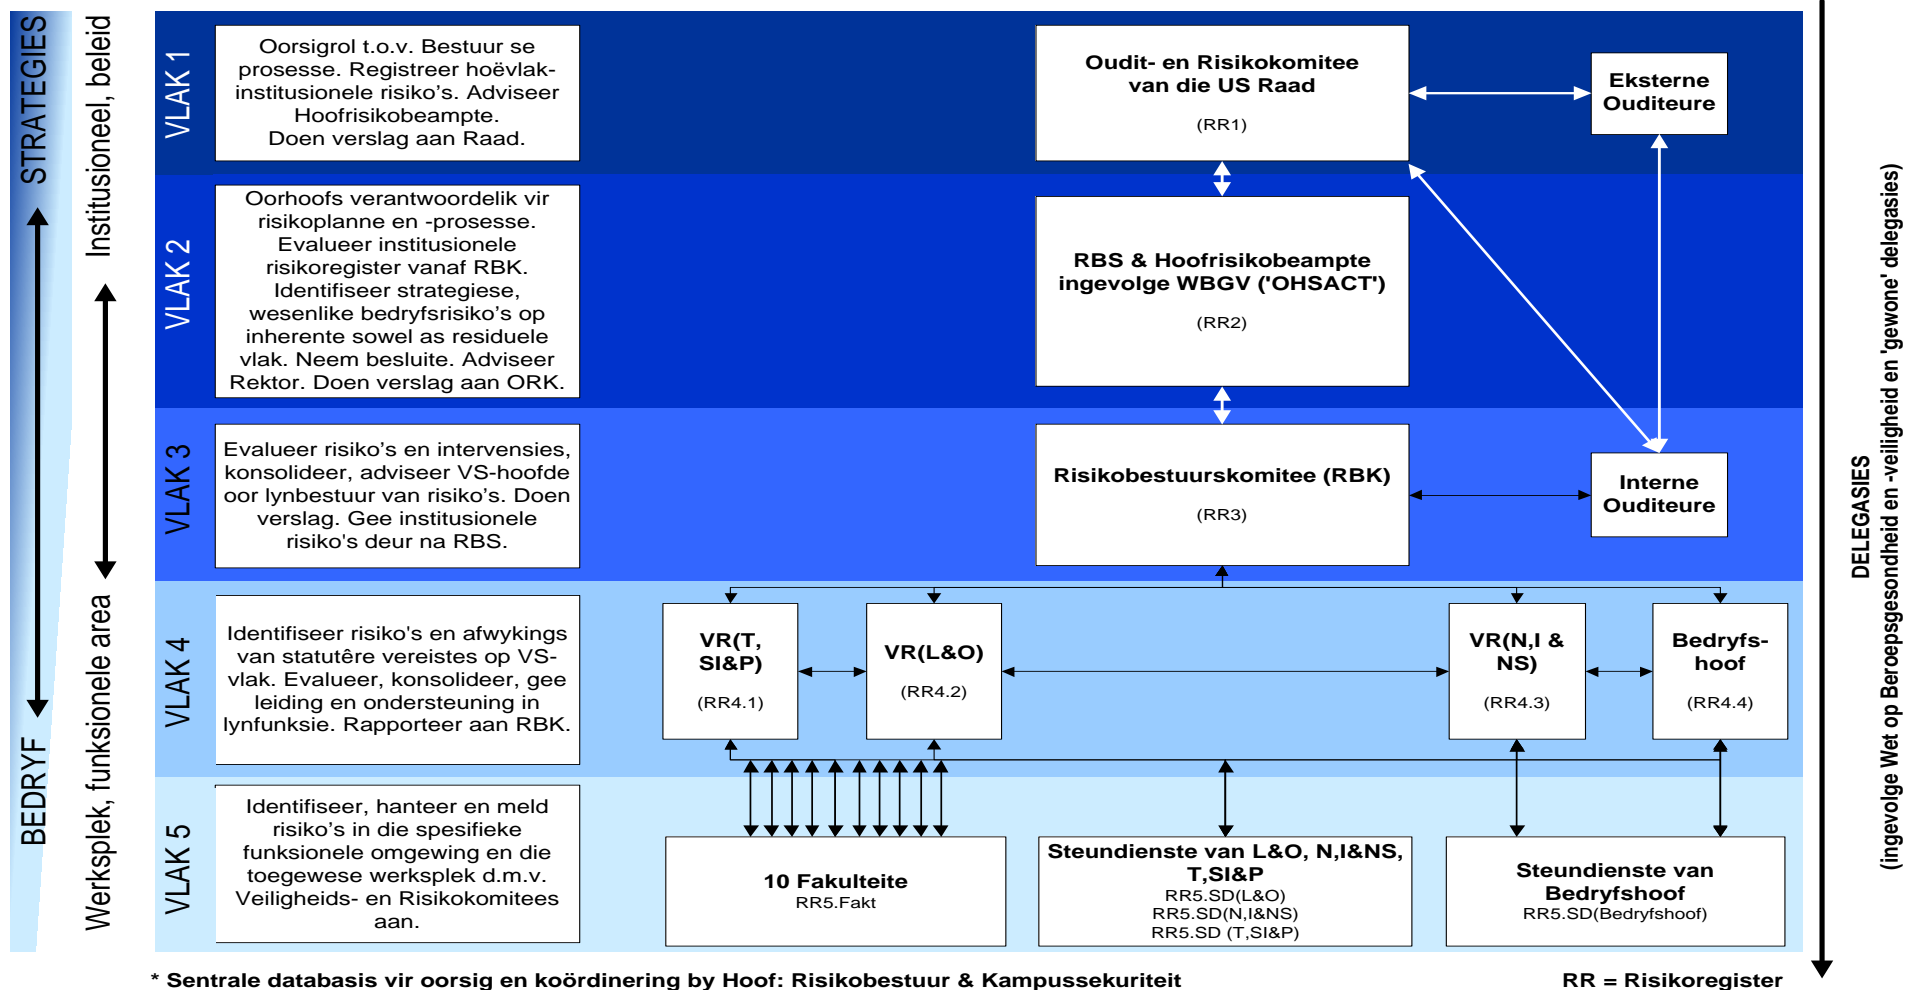 STRATEGIES
BEDRYF
Institusioneel, beleid
Werksplek, funksionele area
VLAK 1
Oorsigrol t.o.v. Bestuur se
prosesse. Registreer hoëvlak-
institusionele risiko's. Adviseer
Hoofrisikobeampte.
Doen verslag aan Raad.
Oudit- en Risikokomitee
van die US Raad
(RR1)
Eksterne
Ouditeure
VLAK 2
Oorhoofs verantwoordelik vir
risikoplanne en -prosesse.
Evalueer institusionele
risikoregister vanaf RBK.
Identifiseer strategiese,
wesenlike bedryfsrisiko's op
inherente sowel as residuele
vlak. Neem besluite. Adviseer
Rektor. Doen verslag aan ORK.
RBS & Hoofrisikobeampte
ingevolge WBGV ('OHSACT')
(RR2)
VLAK 3
Evalueer risiko's en intervensies,
konsolideer, adviseer VS-hoofde
oor lynbestuur van risiko's. Doen
verslag. Gee institusionele
risiko's deur na RBS.
Risikobestuurskomitee (RBK)
(RR3)
Interne
Ouditeure
VLAK 4
Identifiseer risiko's en afwykings
van statutêre vereistes op VS-
vlak. Evalueer, konsolideer, gee
leiding en ondersteuning in
lynfunksie. Rapporteer aan RBK.
VR(T,
SI&P)
(RR4.1)
VR(L&O)
(RR4.2)
VR(N,I &
NS)
(RR4.3)
Bedryfs-
hoof
(RR4.4)
VLAK 5
Identifiseer, hanteer en meld
risiko's in die spesifieke
funksionele omgewing en die
toegewese werksplek d.m.v.
Veiligheids- en Risikokomitees
aan.
10 Fakulteite
RR5.Fakt
Steundienste van L&O, N,I&NS,
T,SI&P
RR5.SD(L&O)
RR5.SD(N,I&NS)
RR5.SD (T,SI&P)
Steundienste van
Bedryfshoof
RR5.SD(Bedryfshoof)
DELEGASIES
(ingevolge Wet op Beroepsgesondheid en -veiligheid en 'gewone' delegasies)
* Sentrale databasis vir oorsig en koördinering by Hoof: Risikobestuur & Kampussekuriteit
RR = Risikoregister